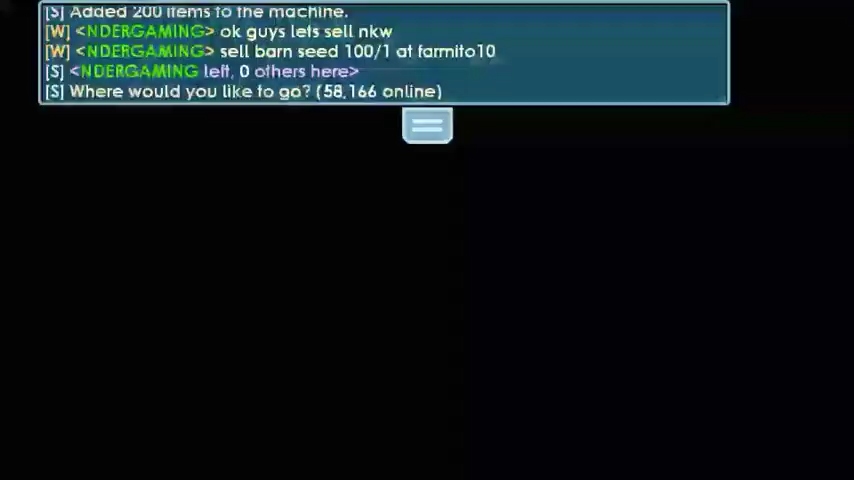 [S] Added 200 items to the machine.
[W] <NDERGAMING> ok guys lets sell nkw
[W] <NDERGAMING> sell barn seed 100/1 at farmito10
[S] <NDERGAMING left, 0 others here>
[S] Where would you like to go? (58,166 online)